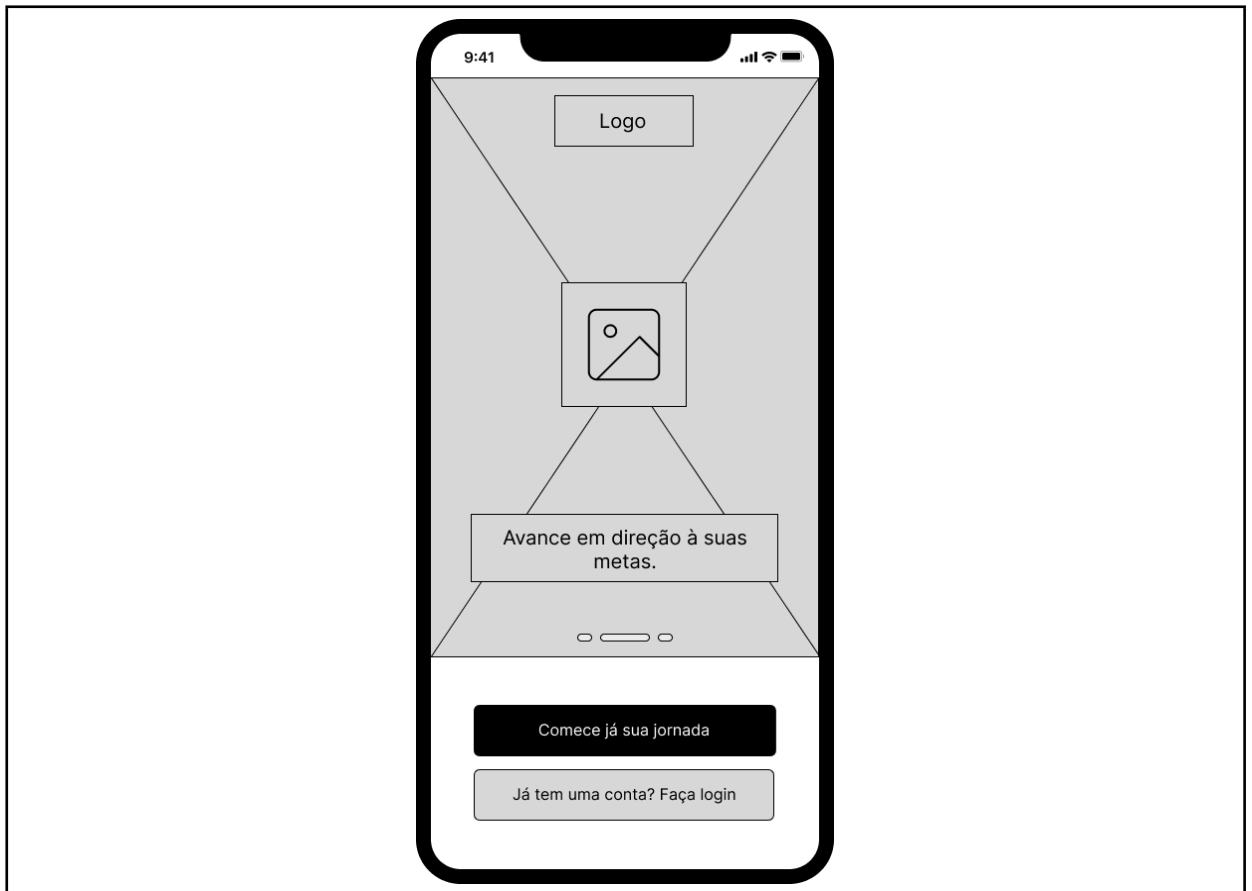 9:41
Logo
Avance em direção à suas
metas.
Comece já sua jornada
Já tem uma conta? Faça login